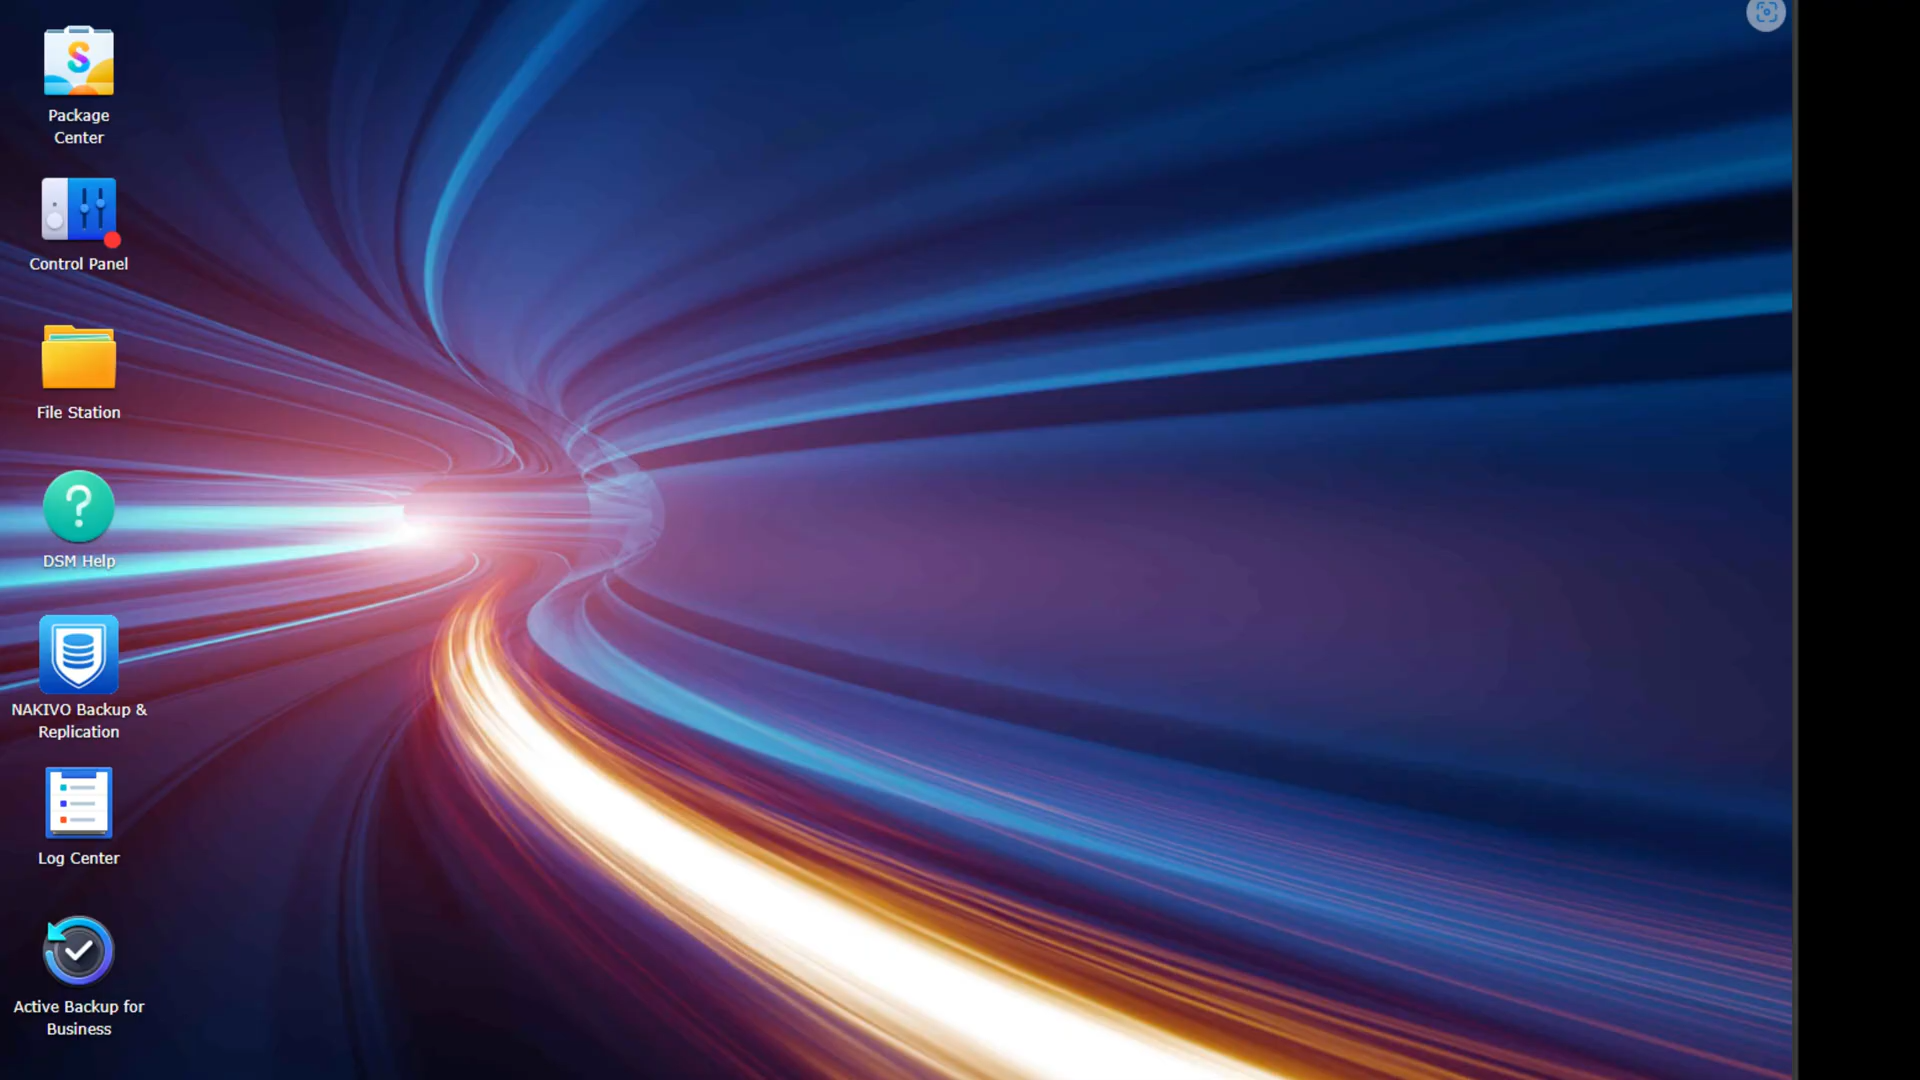 Package
Center
Control Panel
File Station
DSM Help
NAKIVO Backup &
Replication
Log Center
Active Backup for
Business